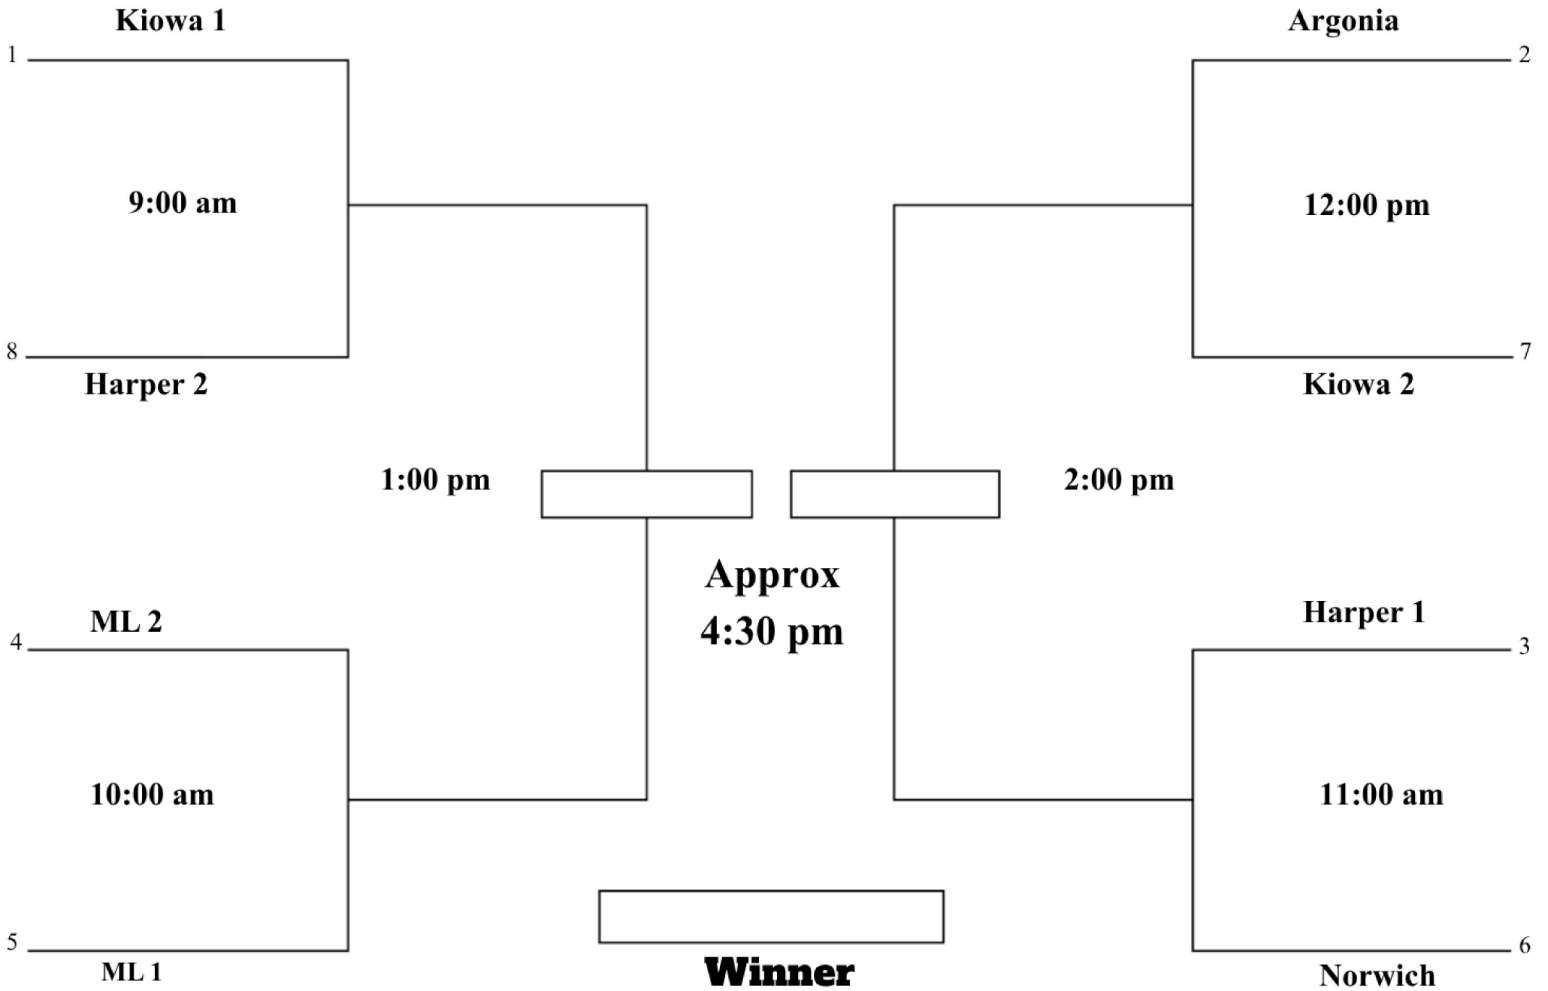 Kiowa 1
1
9:00 am
8
Harper 2
1:00 pm
ML 2
4
10:00 am
5
ML 1
Argonia
2
12:00 pm
7
Kiowa 2
2:00 pm
Harper 1
3
11:00 am
6
Norwich
Approx
4:30 pm
Winner